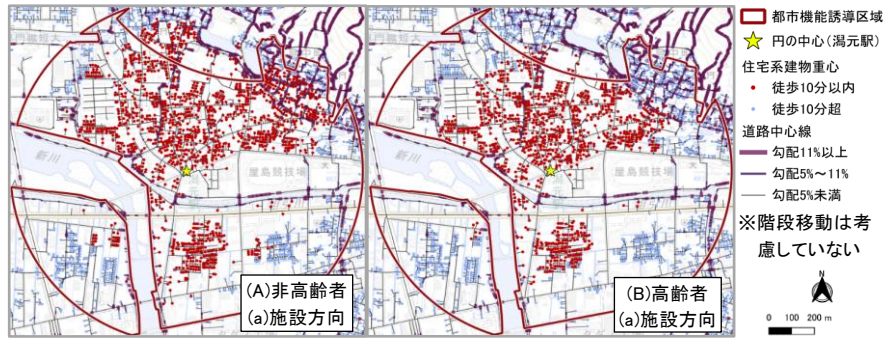 新川
屋島競技場
(A)非高齢者
(a)施設方向
新川
屋島競技場
(B)高齢者
(a)施設方向
都市機能誘導区域
円の中心(潟元駅)
住宅系建物重心
徒歩10分以内
徒歩10分超
道路中心線
勾配11%以上
勾配5%~11%
勾配5%未満
※階段移動は考
慮していない
N
0 100 200 m